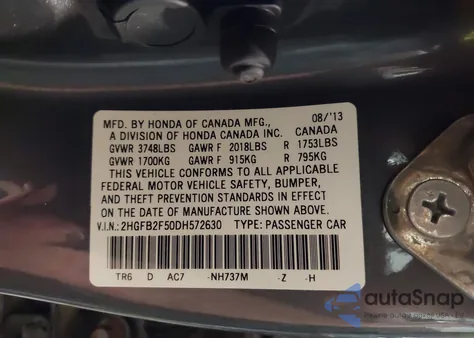 MFD. BY HONDA OF CANADA MFG., 08/'13
A DIVISION OF HONDA CANADA INC. CANADA
GVWR 3748LBS GAWR F 2018LBS R 1753LBS
GVWR 1700KG GAWR F 915KG R 795KG
THIS VEHICLE CONFORMS TO ALL APPLICABLE
FEDERAL MOTOR VEHICLE SAFETY, BUMPER,
AND THEFT PREVENTION STANDARDS IN EFFECT
ON THE DATE OF MANUFACTURE SHOWN ABOVE.
V.I.N.: 2HGFB2F50DH572630 TYPE: PASSENGER CAR
TR6 D AC7 -NH737M -Z -H
autoSnap